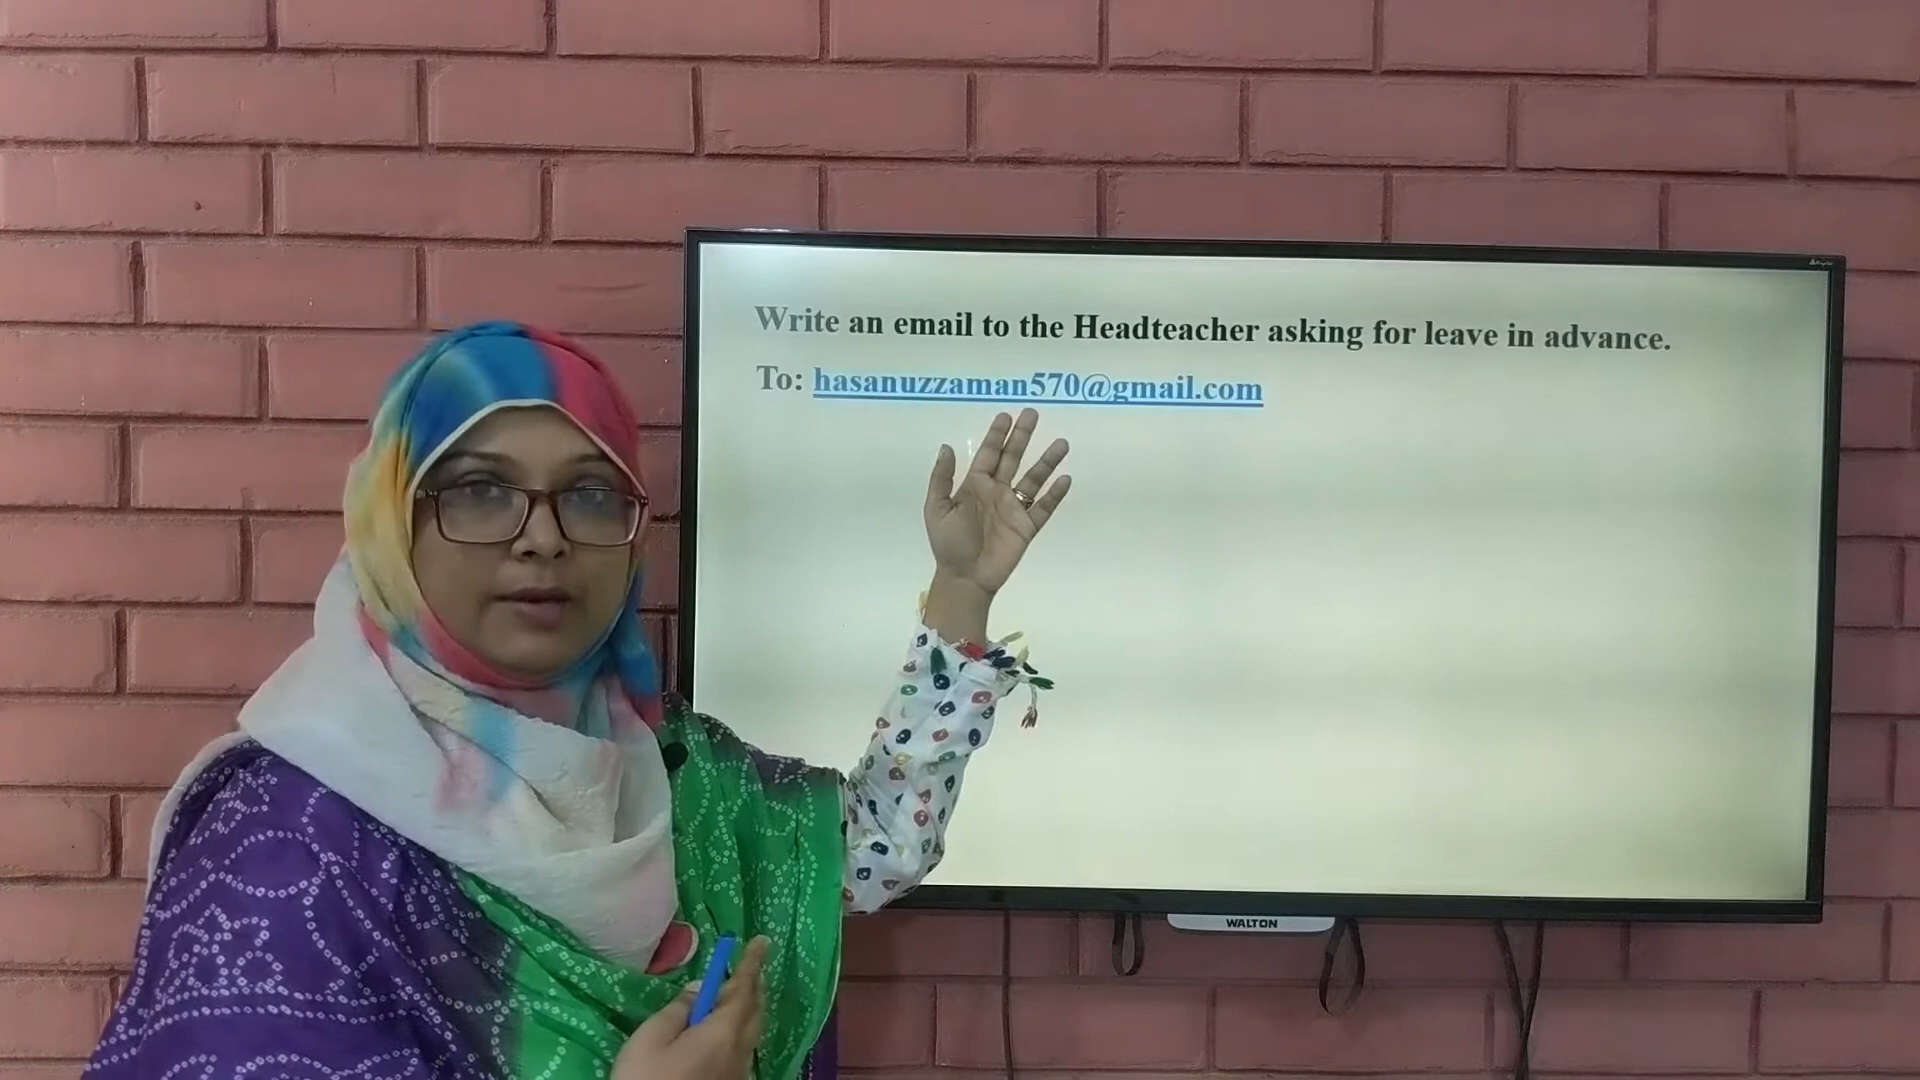 Write an email to the Headteacher asking for leave in advance.
To: hasanuzzaman570@gmail.com
WALTON